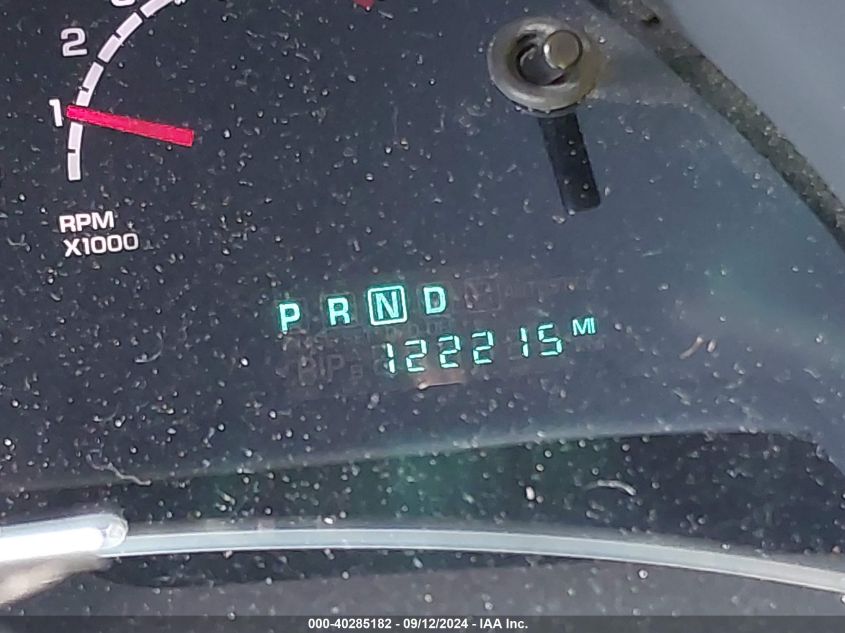 2
1
RPM
X1000
P R N D
122215 MI
000-40285182 - 09/12/2024 - IAA Inc.